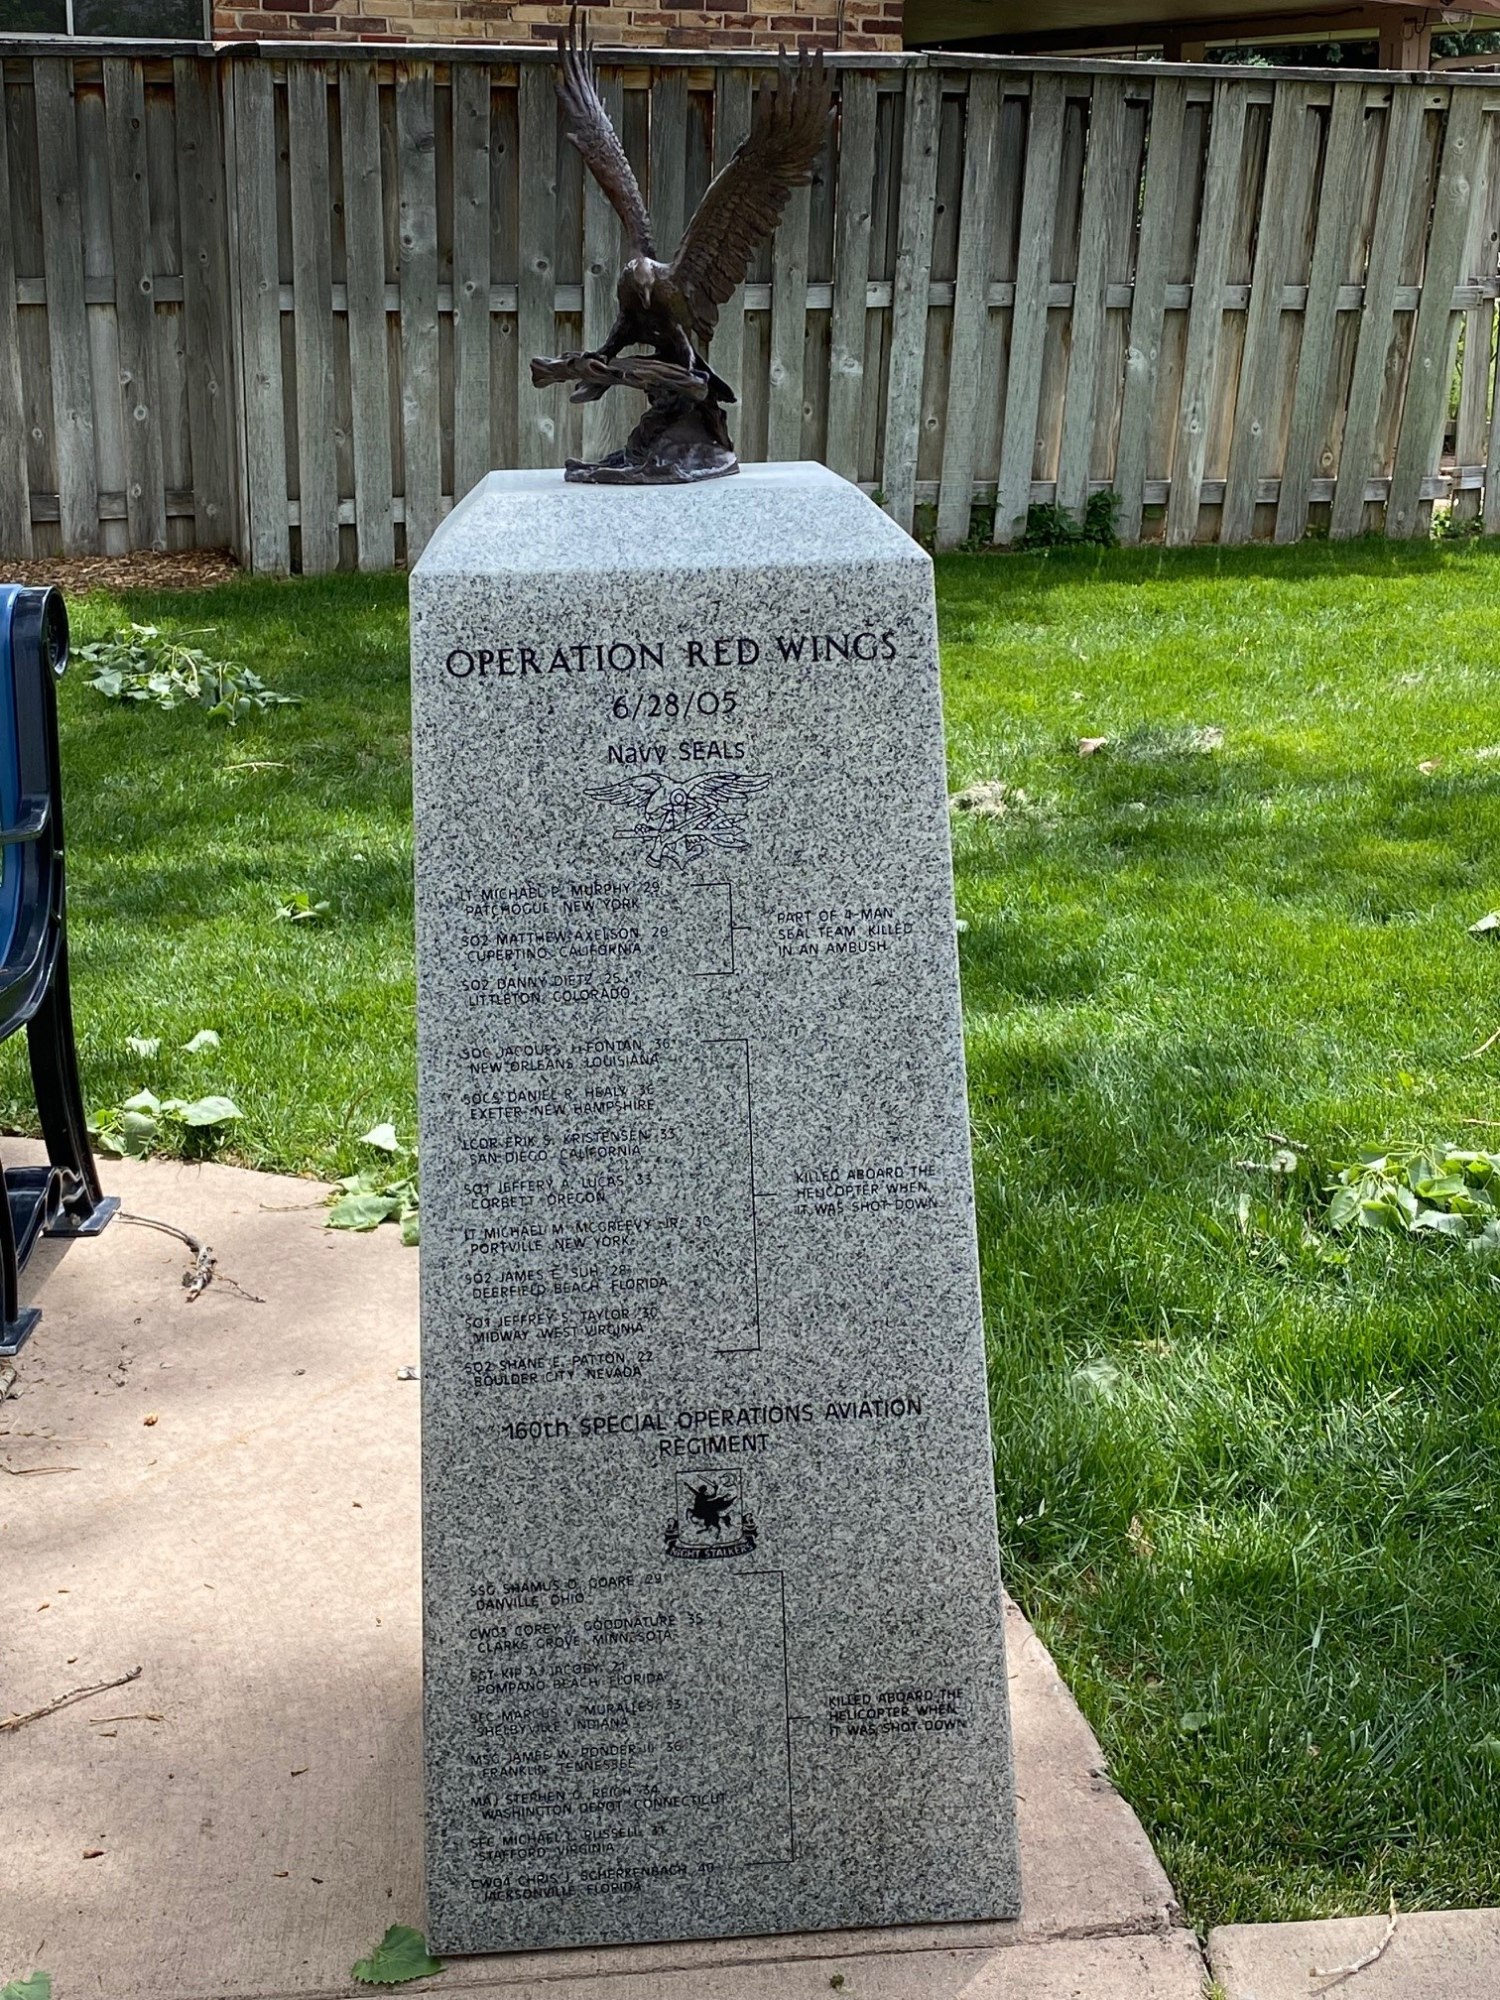 OPERATION RED WINGS
6/28/05
Navy SEALs
LT MICHAEL P. MURPHY 29
PATCHOGUE, NEW YORK
SO2 MATTHEW AXELSON 29
CUPERTINO, CALIFORNIA
SO2 DANNY DIETZ 25
LITTLETON, COLORADO
PART OF 4-MAN
SEAL TEAM KILLED
IN AN AMBUSH
SOC JACQUES J. FONTAN 36
NEW ORLEANS, LOUISIANA
SOCS DANIEL R. HEALY 36
EXETER, NEW HAMPSHIRE
LCDR ERIK S. KRISTENSEN 33
SAN DIEGO, CALIFORNIA
SO1 JEFFERY A. LUCAS 33
CORBETT, OREGON
LT MICHAEL M. MCGREEVY JR. 30
PORTVILLE, NEW YORK
SO2 JAMES E. SUH 28
DEERFIELD BEACH, FLORIDA
SO1 JEFFREY S. TAYLOR 30
MIDWAY, WEST VIRGINIA
SO2 SHANE E. PATTON 22
BOULDER CITY, NEVADA
KILLED ABOARD THE
HELICOPTER WHEN
IT WAS SHOT DOWN
160th SPECIAL OPERATIONS AVIATION
REGIMENT
NIGHT STALKERS
SSG SHAMUS O. GOARE 29
DANVILLE, OHIO
CWO3 COREY J. GOODNATURE 35
CLARKS GROVE, MINNESOTA
SGT KIP A. JACOBY 21
POMPANO BEACH, FLORIDA
SFC MARCUS V. MURALLES 33
SHELBYVILLE, INDIANA
MSG JAMES W. PONDER II 36
FRANKLIN, TENNESSEE
MAJ STEPHEN C. REICH 34
WASHINGTON DEPOT, CONNECTICUT
SFC MICHAEL L. RUSSELL 31
STAFFORD, VIRGINIA
CWO4 CHRIS J. SCHERKENBACH 40
JACKSONVILLE, FLORIDA
KILLED ABOARD THE
HELICOPTER WHEN
IT WAS SHOT DOWN